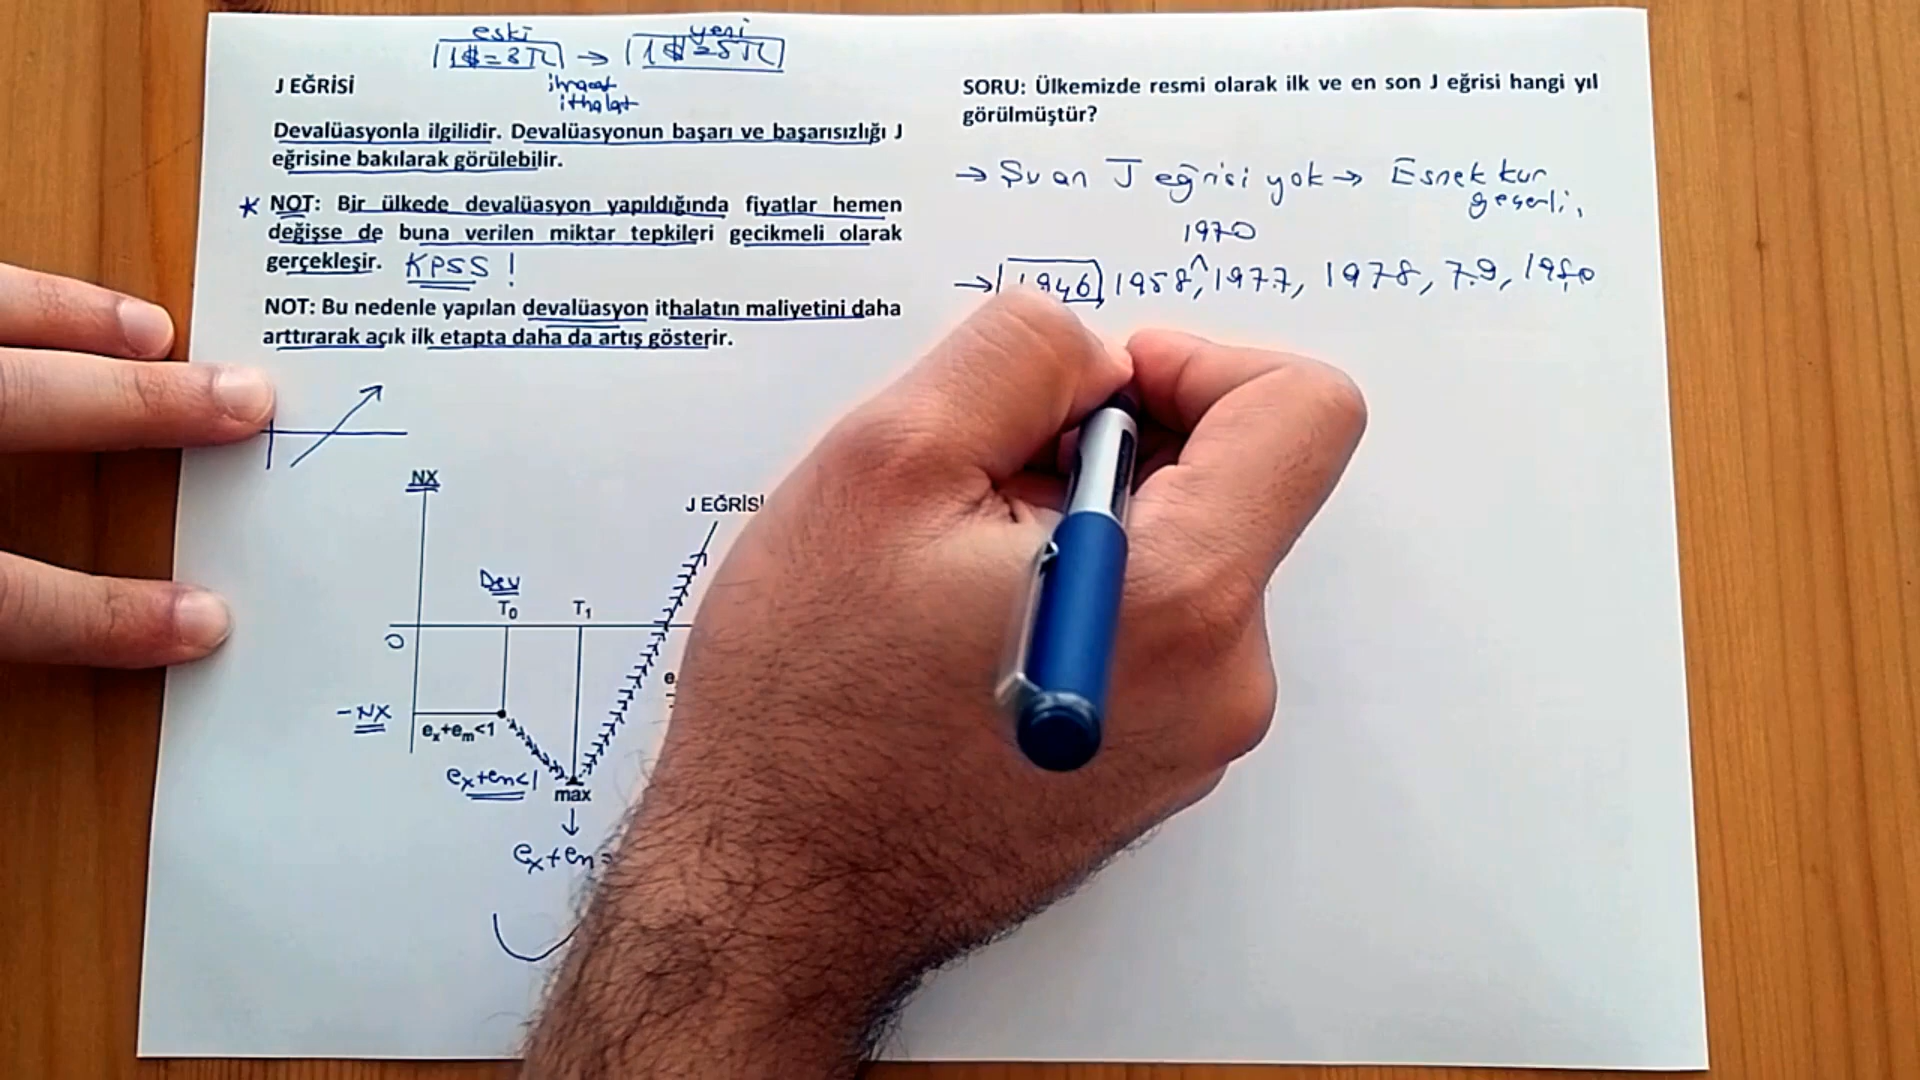 eski yeni
1$=3TL → 1$=5TL
ihracat
ithalat
J EĞRİSİ
Devalüasyonla ilgilidir. Devalüasyonun başarı ve başarısızlığı J
eğrisine bakılarak görülebilir.
* NOT: Bir ülkede devalüasyon yapıldığında fiyatlar hemen
değişse de buna verilen miktar tepkileri gecikmeli olarak
gerçekleşir. KPSS !
NOT: Bu nedenle yapılan devalüasyon ithalatın maliyetini daha
arttırarak açık ilk etapta daha da artış gösterir.
NX
J EĞRİSİ
Dev
T0 T1
0
-NX
ex+em<1
ex+em<1
max
↓
ex+em=
SORU: Ülkemizde resmi olarak ilk ve en son J eğrisi hangi yıl
görülmüştür?
→ Şu an J eğrisi yok → Esnek kur
geçerli,
1970
→ 1946, 1958, 1977, 1978, 79, 1980